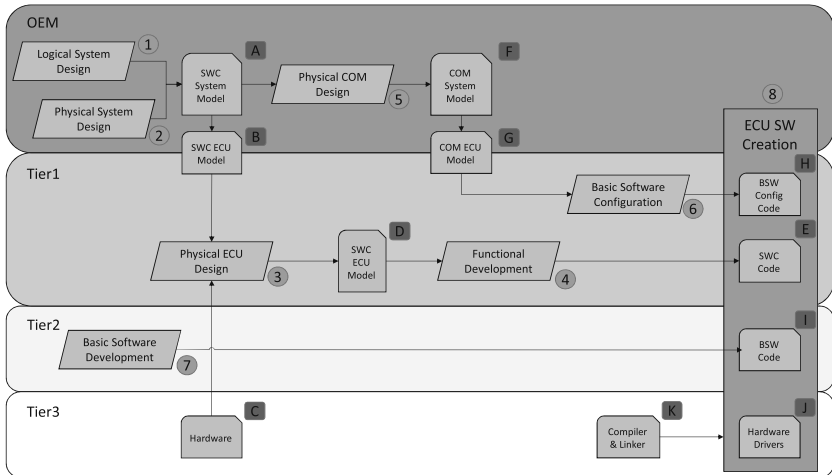 OEM
1
Logical System
Design
Physical System
Design
2
A
SWC
System
Model
Physical COM
Design
5
F
COM
System
Model
8
ECU SW
Creation
B
SWC ECU
Model
G
COM ECU
Model
Tier1
Basic Software
Configuration
6
H
BSW
Config
Code
Physical ECU
Design
3
D
SWC
ECU
Model
Functional
Development
4
E
SWC
Code
Tier2
Basic Software
Development
7
I
BSW
Code
Tier3
C
Hardware
K
Compiler
& Linker
J
Hardware
Drivers